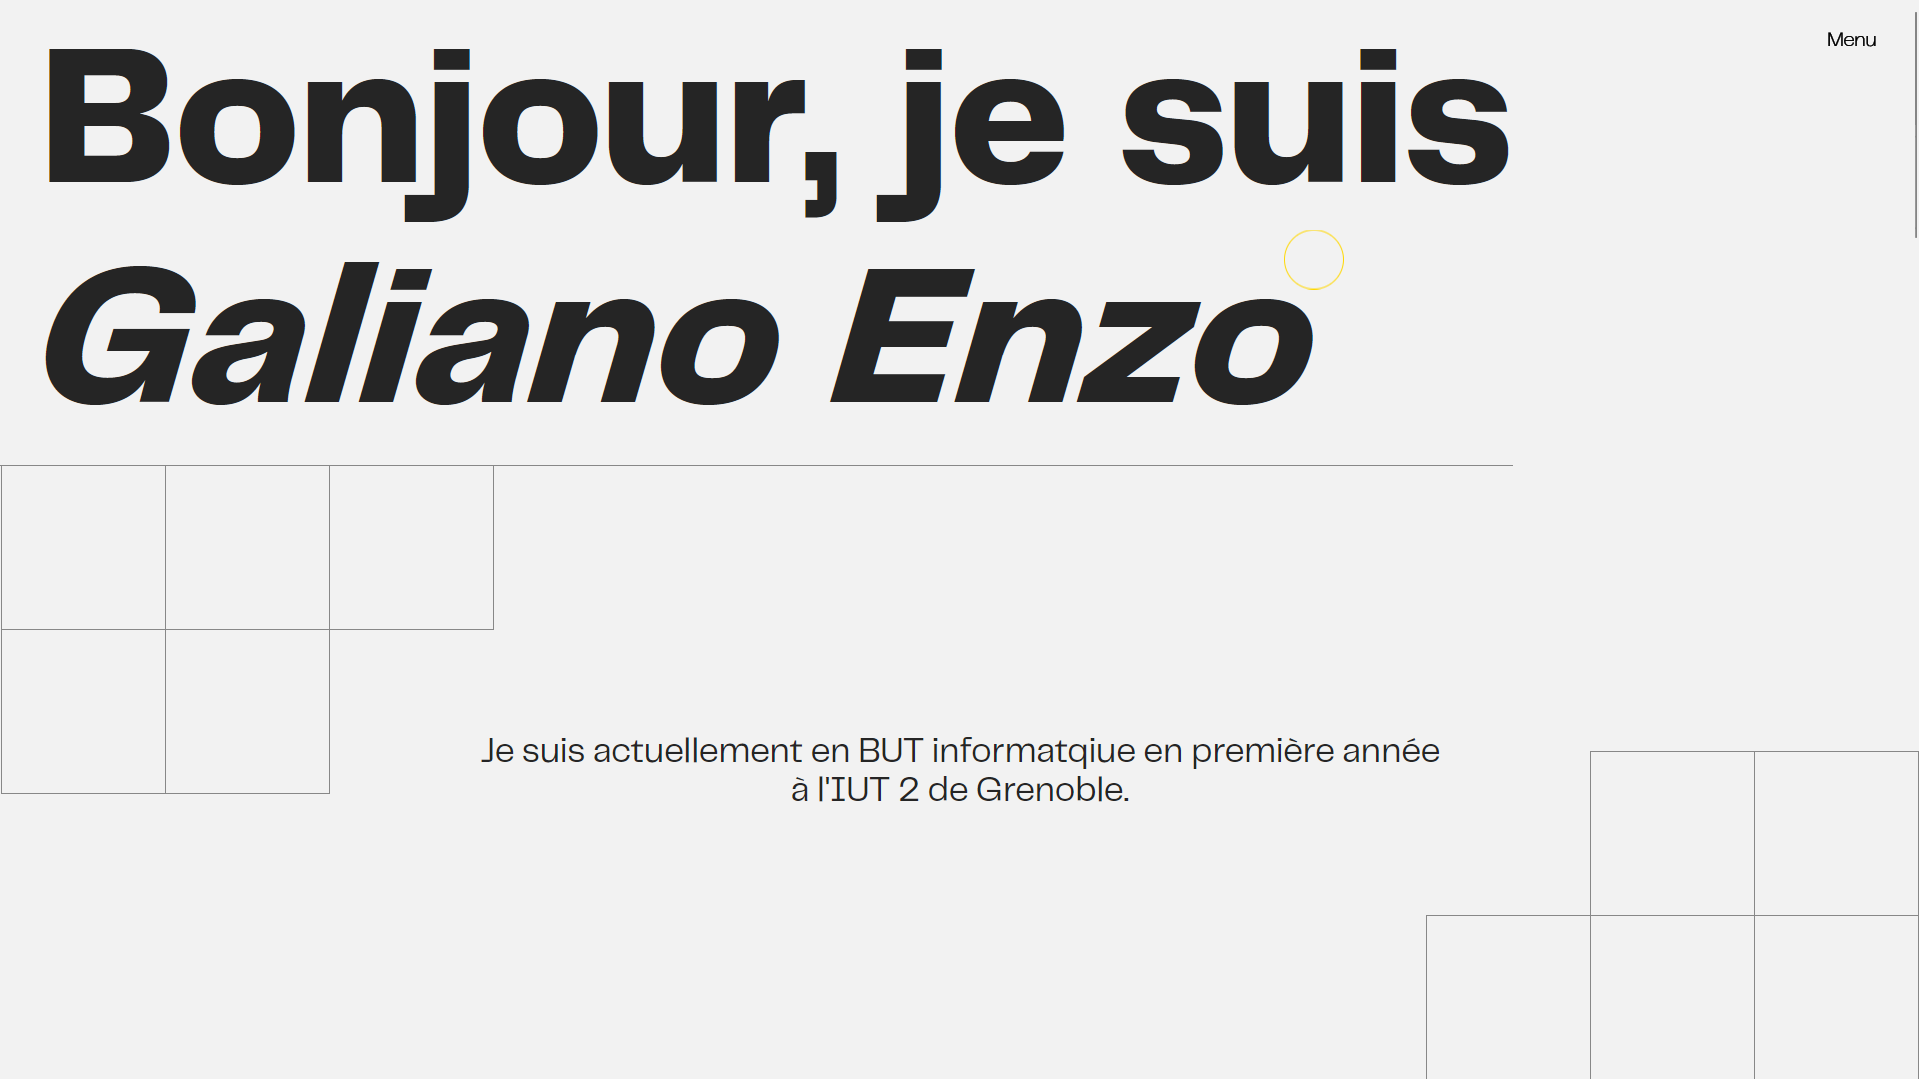 Menu
Bonjour, je suis
Galiano Enzo
Je suis actuellement en BUT informatqiue en première année
à l'IUT 2 de Grenoble.